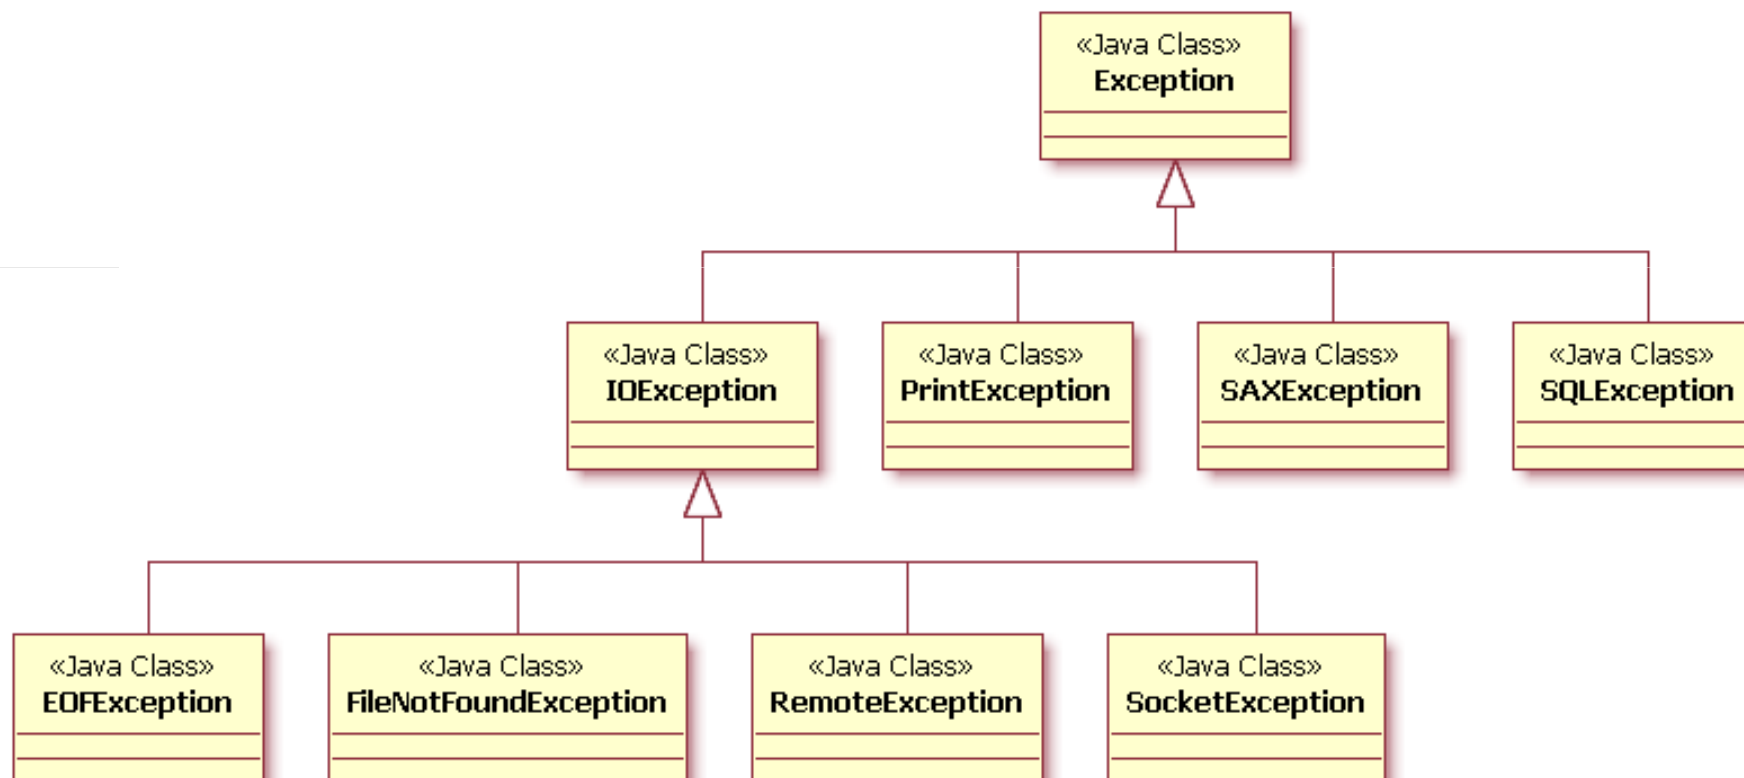 «Java Class»
Exception
«Java Class»
IOException
«Java Class»
PrintException
«Java Class»
SAXException
«Java Class»
SQLException
«Java Class»
EOFException
«Java Class»
FileNotFoundException
«Java Class»
RemoteException
«Java Class»
SocketException